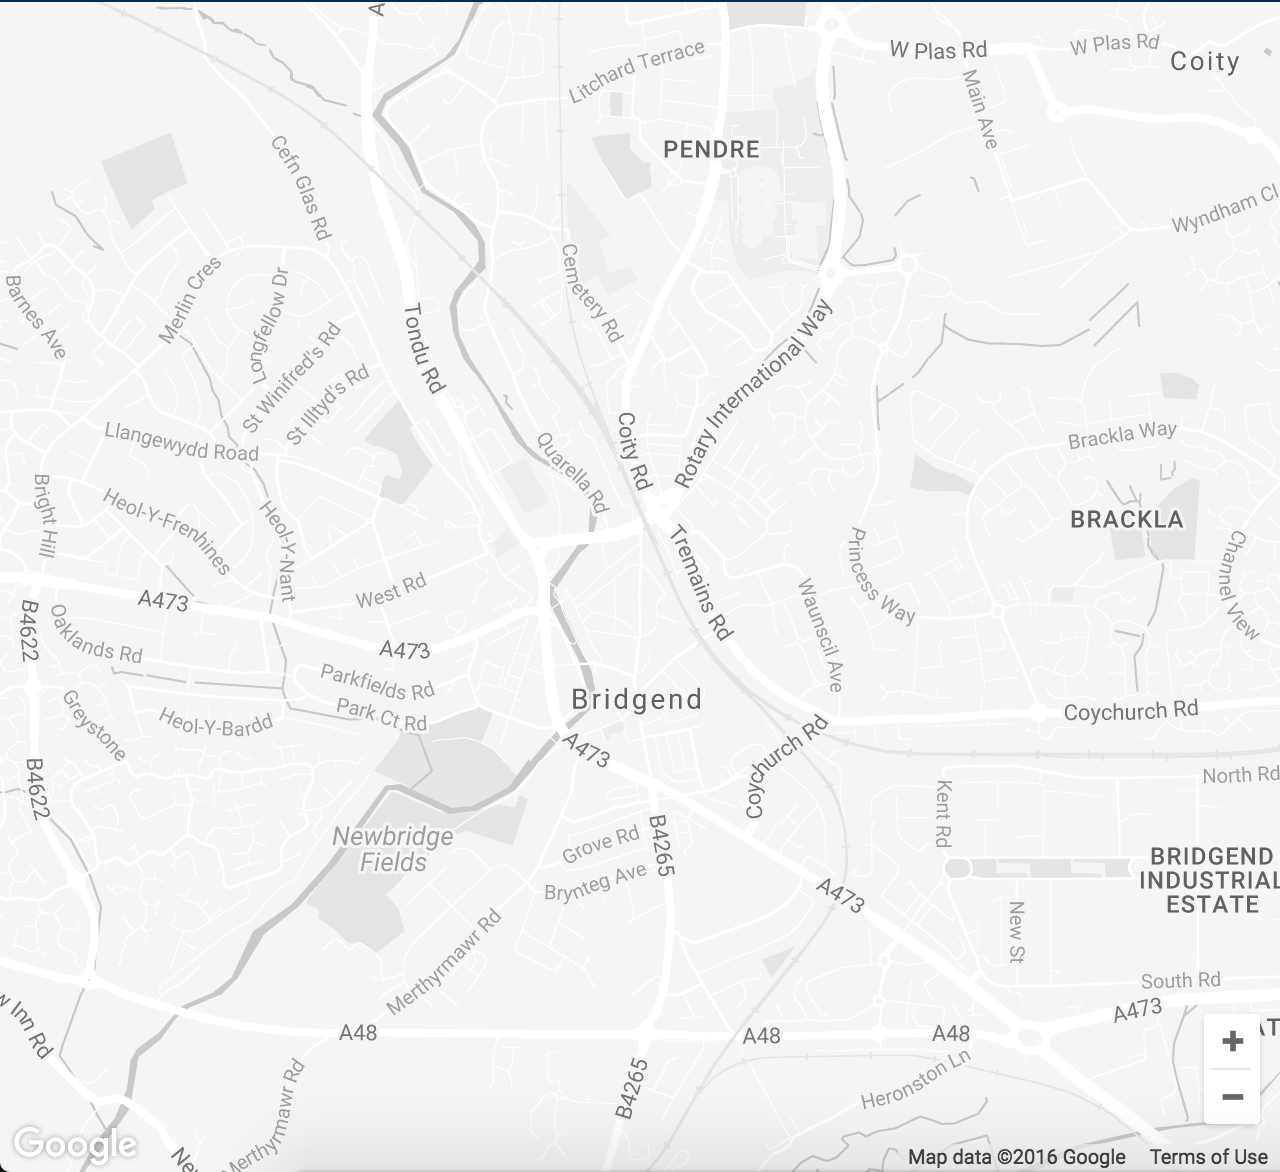 A
W Plas Rd
W Plas Rd
Coity
Litchard Terrace
Main Ave
PENDRE
Cefn Glas Rd
Wyndham Cl
Merlin Cres
Longfellow Dr
Barnes Ave
Cemetery Rd
Tondu Rd
St Winifred's Rd
St Illtyd's Rd
Rotary International Way
Coity Rd
Quarella Rd
Llangewydd Road
Brackla Way
Bright Hill
Heol-Y-Frenhines
Heol-Y-Nant
BRACKLA
Tremains Rd
Princess Way
Channel View
Waunscil Ave
West Rd
A473
B4622
Oaklands Rd
A473
Parkfields Rd
Park Ct Rd
Bridgend
Greystone
Heol-Y-Bardd
Coychurch Rd
A473
Coychurch Rd
B4622
North Rd
Kent Rd
Newbridge
Fields
Grove Rd
B4265
Brynteg Ave
BRIDGEND
INDUSTRIAL
ESTATE
A473
New St
Merthyrmawr Rd
South Rd
A473
w Inn Rd
A48
A48
A48
AT
B4265
Heronston Ln
Merthyrmawr Rd
Google
Ne
Map data ©2016 Google Terms of Use